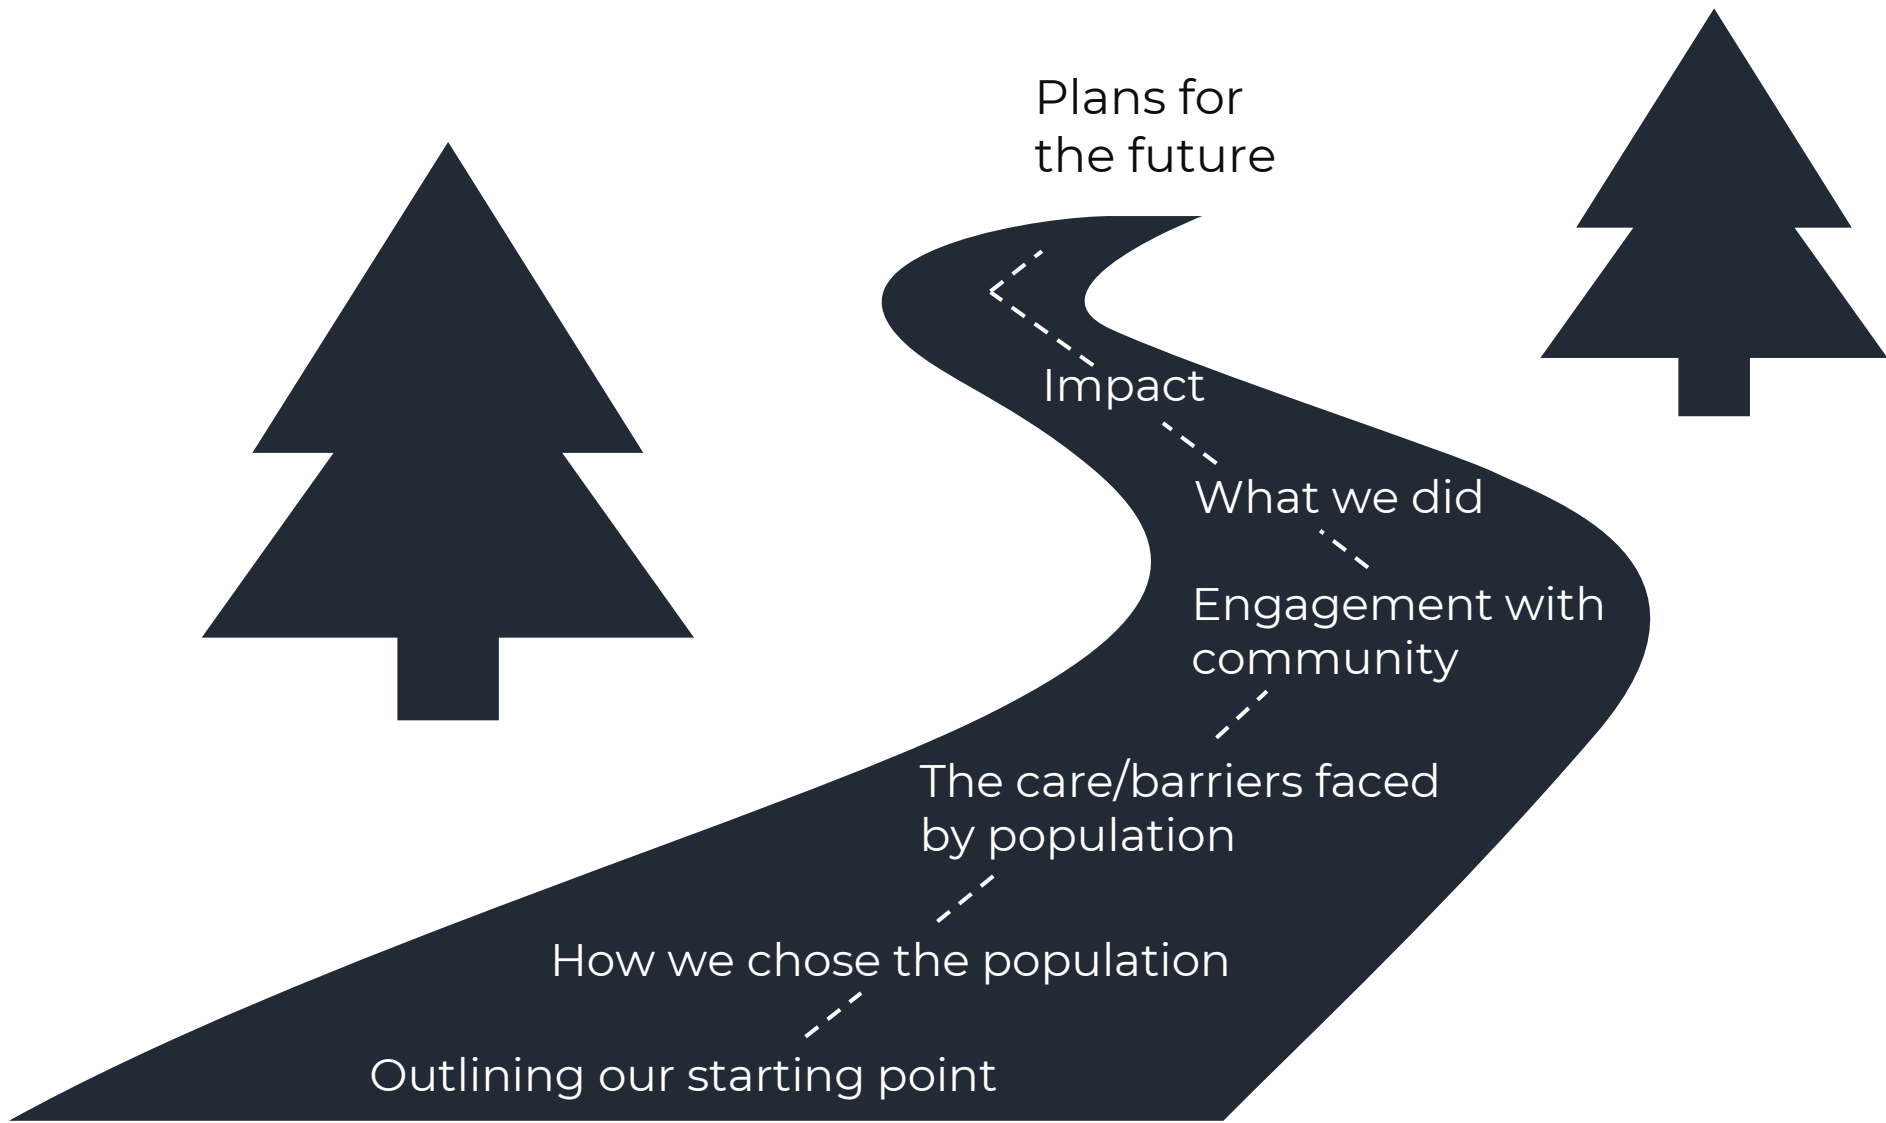 Plans for
the future
Impact
What we did
Engagement with
community
The care/barriers faced
by population
How we chose the population
Outlining our starting point